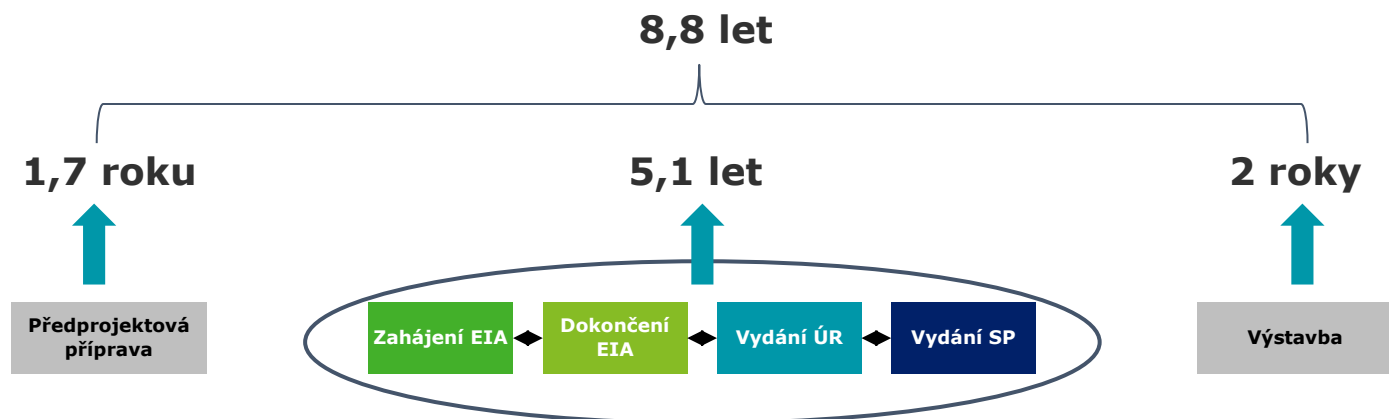 8,8 let
1,7 roku
5,1 let
2 roky
Předprojektová
příprava
Zahájení EIA
Dokončení
EIA
Vydání ÚR
Vydání SP
Výstavba